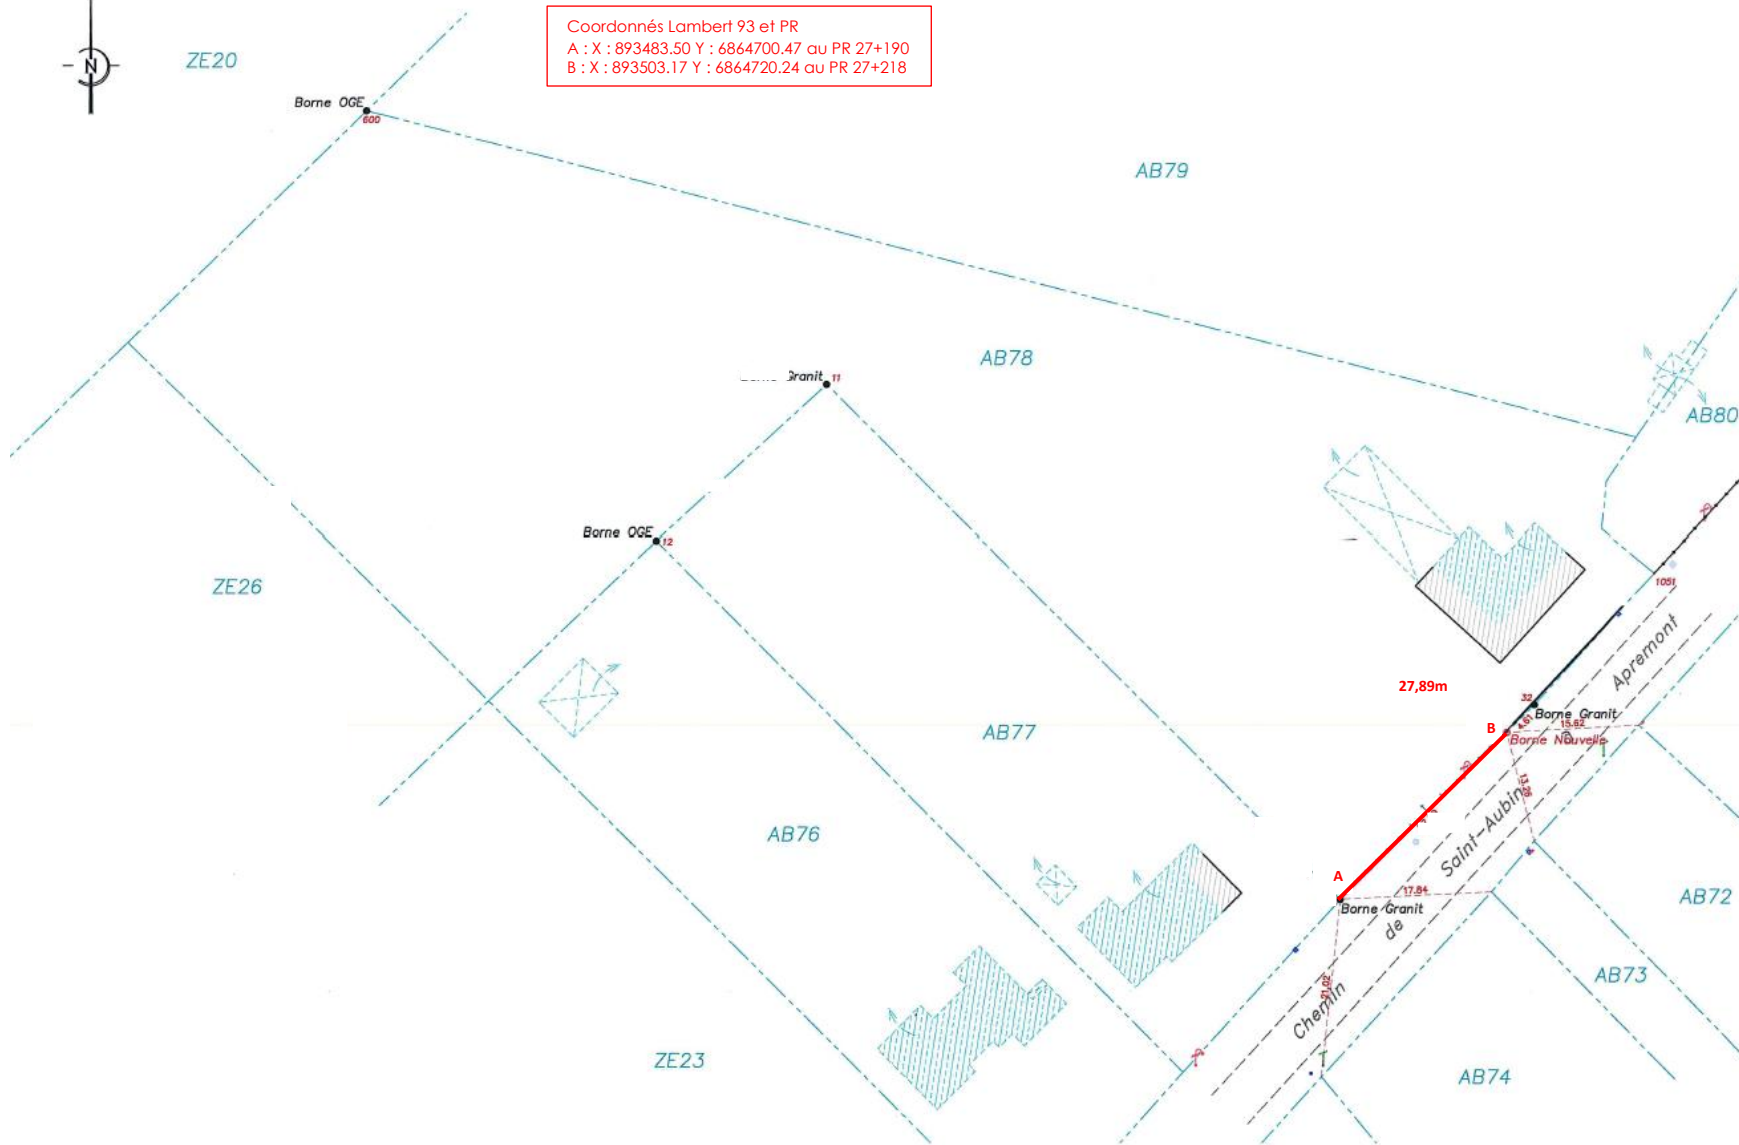 Coordonnés Lambert 93 et PR
A : X : 893483.50 Y : 6864700.47 au PR 27+190
B : X : 893503.17 Y : 6864720.24 au PR 27+218
N
ZE20
Borne OGE
600
AB79
AB78
Granit 11
AB80
Borne OGE
12
ZE26
1051
Apremont
27,89m
32
Borne Granit
15.62
B
Borne Nouvelle
AB77
13.26
Saint-Aubin
AB76
A
17.84
Borne Granit
de
AB72
AB73
21.02
Chemin
ZE23
AB74